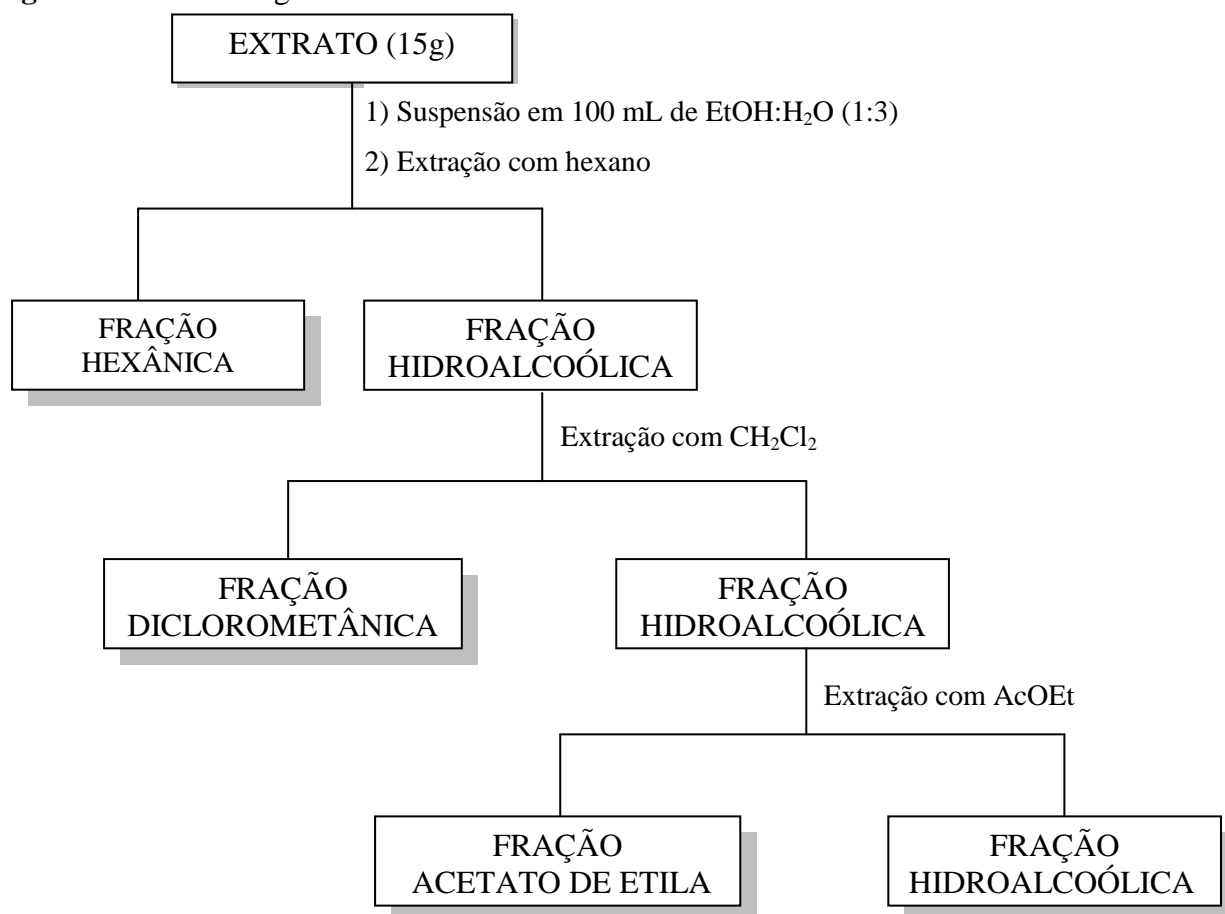 EXTRATO (15g)
1) Suspensão em 100 mL de EtOH:H₂O (1:3)
2) Extração com hexano
FRAÇÃO
HEXÂNICA
FRAÇÃO
HIDROALCOÓLICA
Extração com CH₂Cl₂
FRAÇÃO
DICLOROMETÂNICA
FRAÇÃO
HIDROALCOÓLICA
Extração com AcOEt
FRAÇÃO
ACETATO DE ETILA
FRAÇÃO
HIDROALCOÓLICA